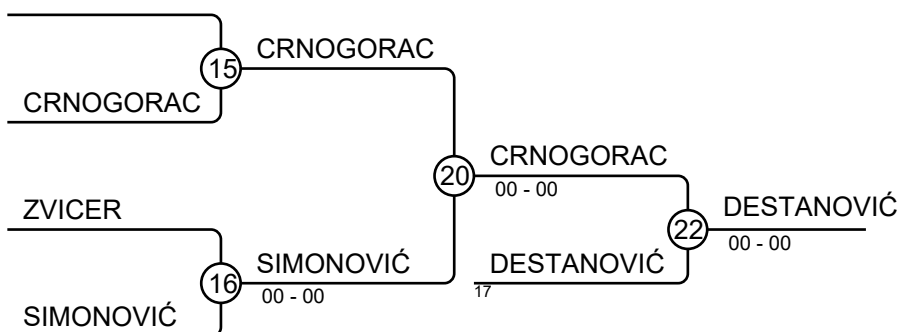 CRNOGORAC
15
CRNOGORAC
CRNOGORAC
20
00 - 00
ZVICER
DESTANOVIĆ
22
00 - 00
SIMONOVIĆ
DESTANOVIĆ
16
00 - 00
17
SIMONOVIĆ